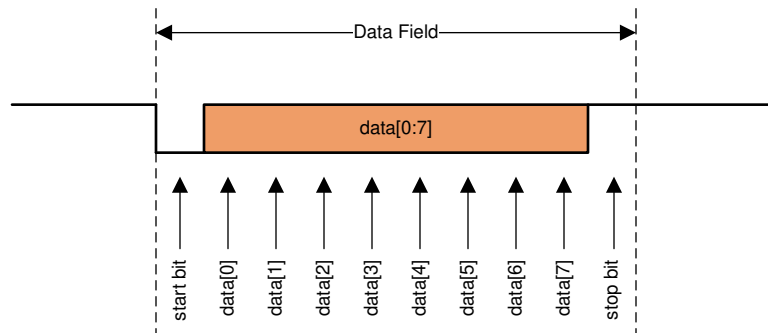 Data Field
data[0:7]
start bit
data[0]
data[1]
data[2]
data[3]
data[4]
data[5]
data[6]
data[7]
stop bit